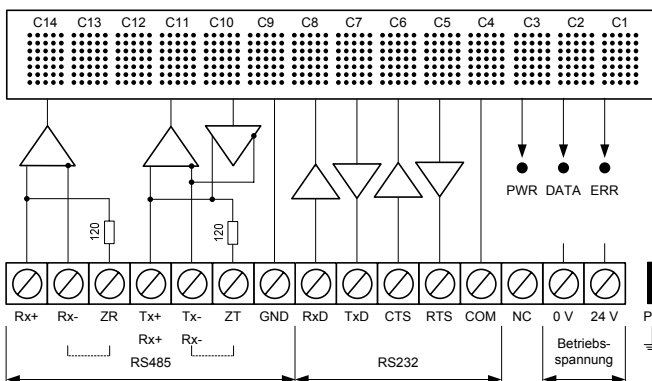 C14 C13 C12 C11 C10 C9 C8 C7 C6 C5 C4 C3 C2 C1
PWR DATA ERR
120 120
Rx+ Rx- ZR Tx+ Tx- ZT GND RxD TxD CTS RTS COM NC 0 V 24 V P
Rx+ Rx-
RS485 RS232 Betriebs-
spannung